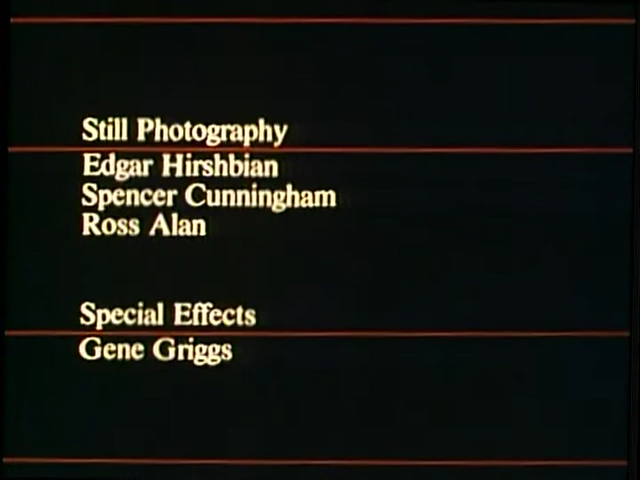 Still Photography
Edgar Hirshbian
Spencer Cunningham
Ross Alan
Special Effects
Gene Griggs